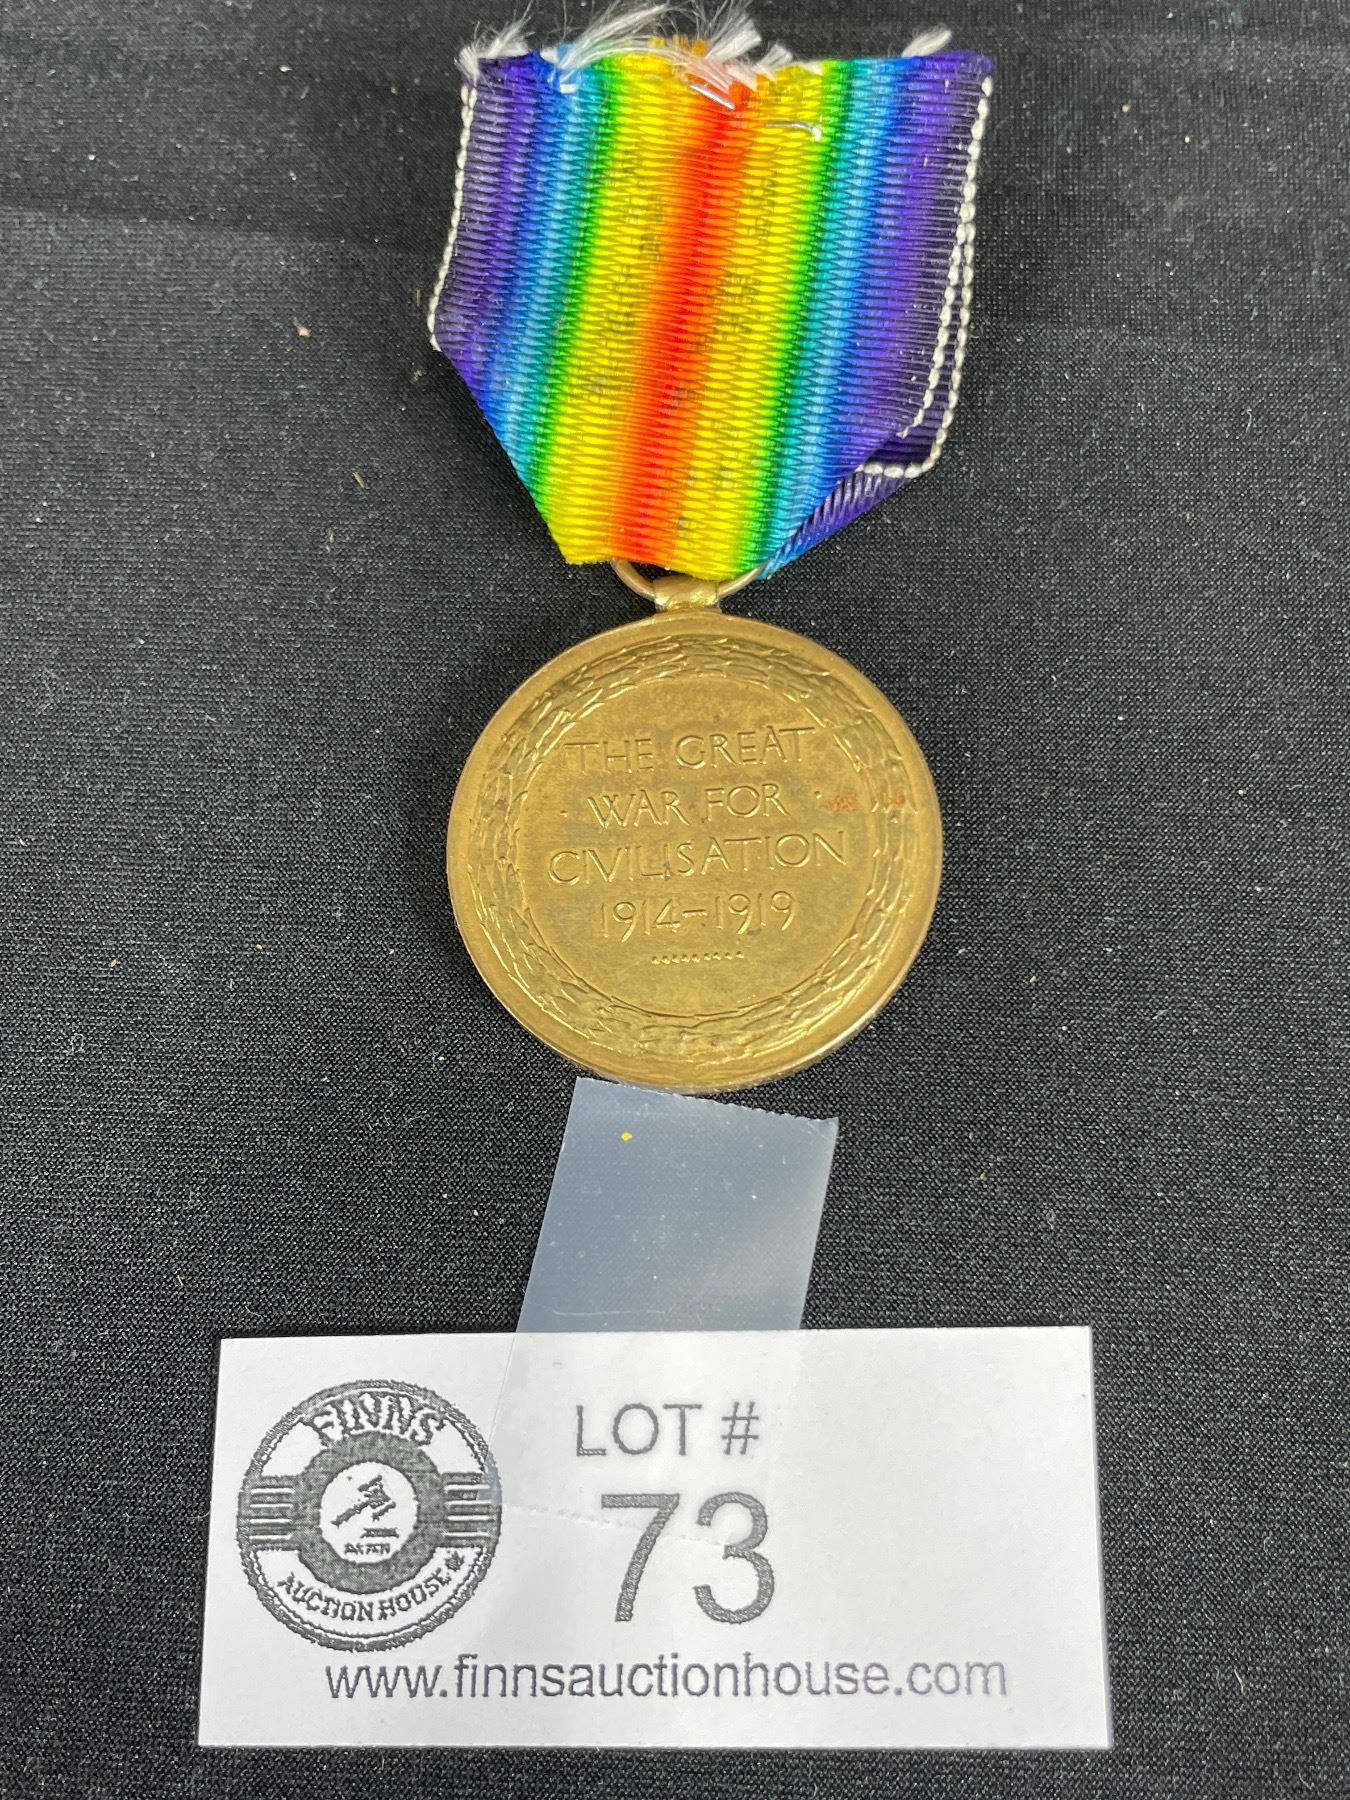 THE GREAT
· WAR FOR ·
CIVILISATION
1914-1919
FINNS
AUCTION HOUSE
LOT #
73
www.finnsauctionhouse.com